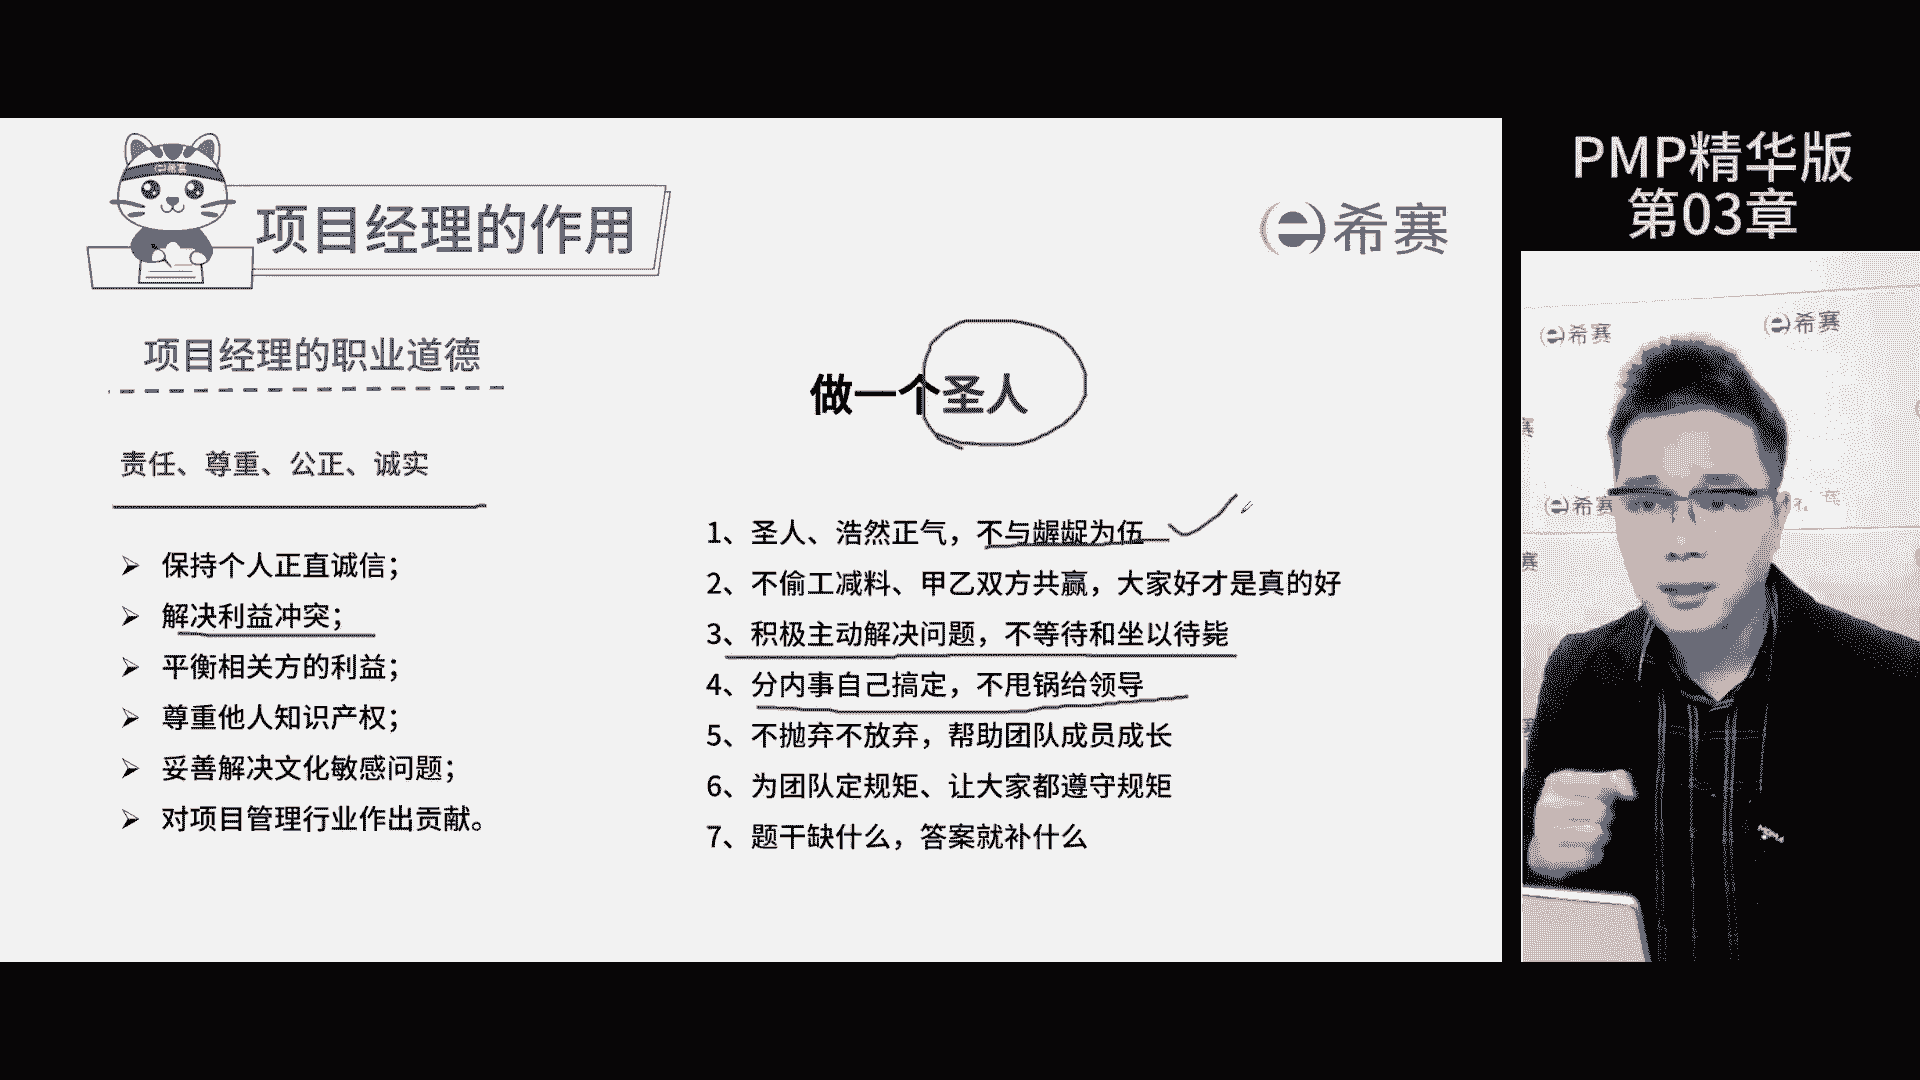 项目经理的作用
希赛
PMP精华版
第03章
项目经理的职业道德
责任、尊重、公正、诚实
保持个人正直诚信；
解决利益冲突；
平衡相关方的利益；
尊重他人知识产权；
妥善解决文化敏感问题；
对项目管理行业作出贡献。
做一个圣人
1、圣人、浩然正气，不与龌龊为伍
2、不偷工减料、甲乙双方共赢，大家好才是真的好
3、积极主动解决问题，不等待和坐以待毙
4、分内事自己搞定，不甩锅给领导
5、不抛弃不放弃，帮助团队成员成长
6、为团队定规矩、让大家都遵守规矩
7、题干缺什么，答案就补什么
希赛
希赛
希赛
赛
赛